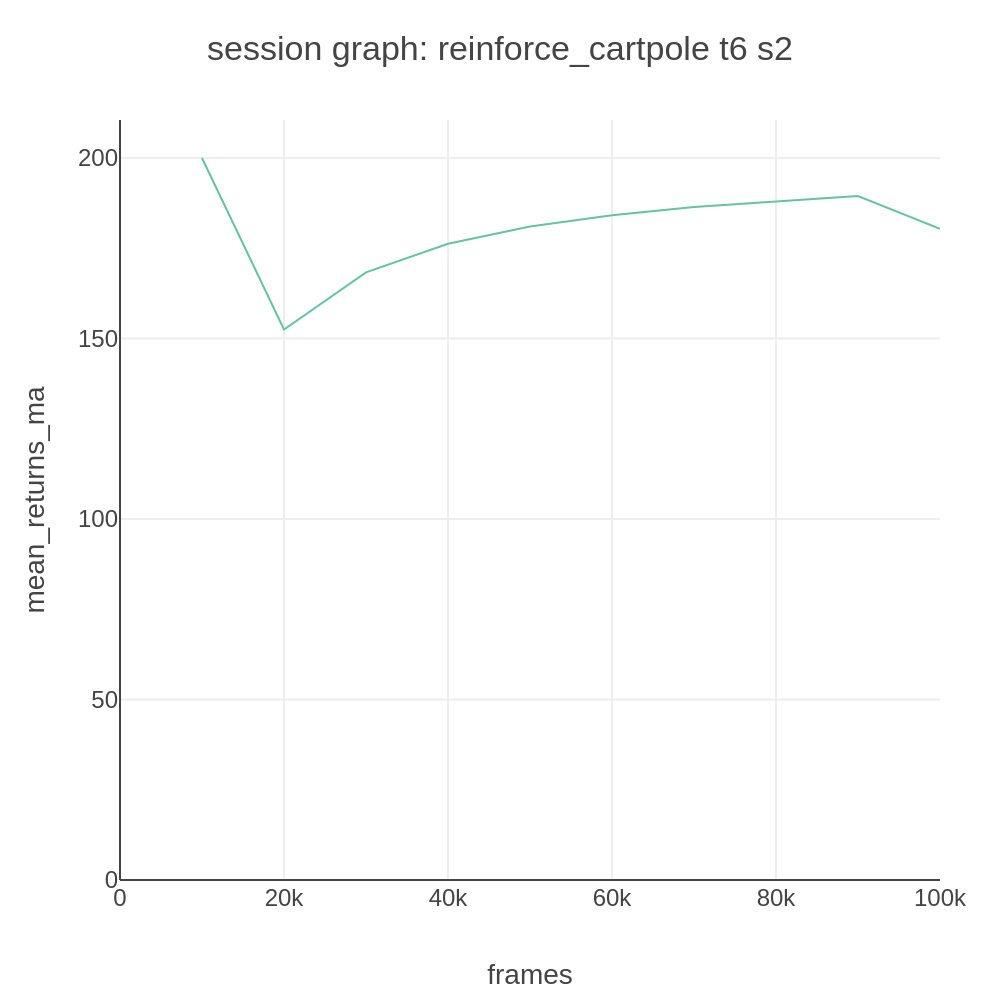 session graph: reinforce_cartpole t6 s2
mean_returns_ma
200
150
100
50
0
0
20k
40k
60k
80k
100k
frames